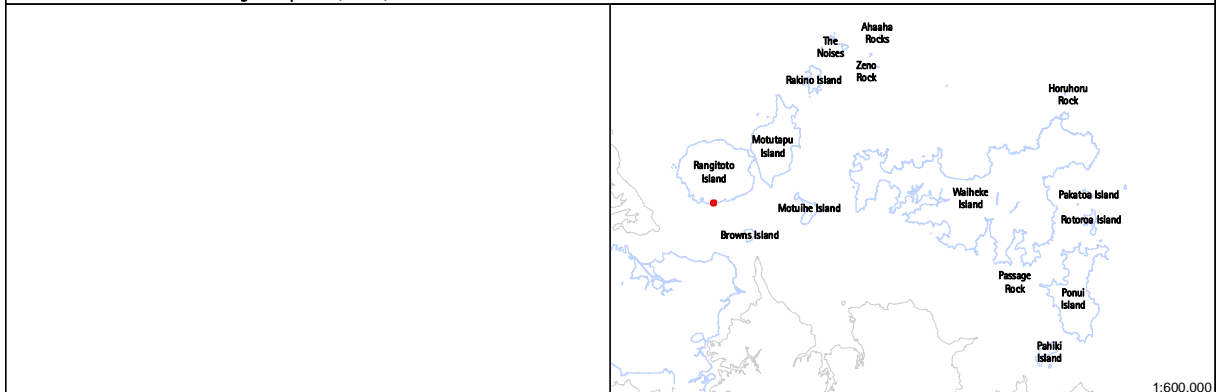 Ahaaha
Rocks
The
Noises
Zeno
Rock
Rakino Island
Horuhoru
Rock
Motutapu
Island
Rangitoto
Island
Waiheke
Island
Pakatoa Island
Motuihe Island
Rotoroa Island
Browns Island
Passage
Rock
Ponui
Island
Pahiki
Island
1:600,000